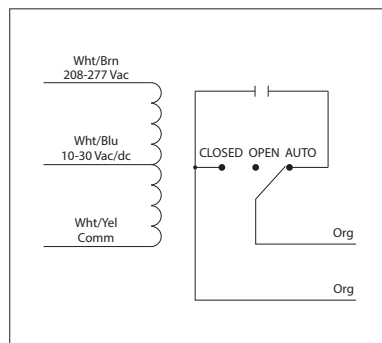 Wht/Brn
208-277 Vac
Wht/Blu
10-30 Vac/dc
CLOSED OPEN AUTO
Wht/Yel
Comm
Org
Org